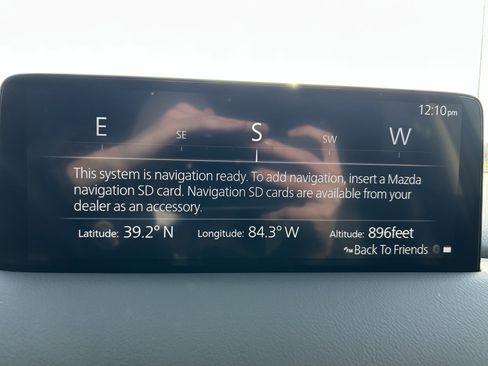 12:10pm
E SE S SW W
This system is navigation ready. To add navigation, insert a Mazda
navigation SD card. Navigation SD cards are available from your
dealer as an accessory.
Latitude: 39.2° N Longitude: 84.3° W Altitude: 896feet
Back To Friends